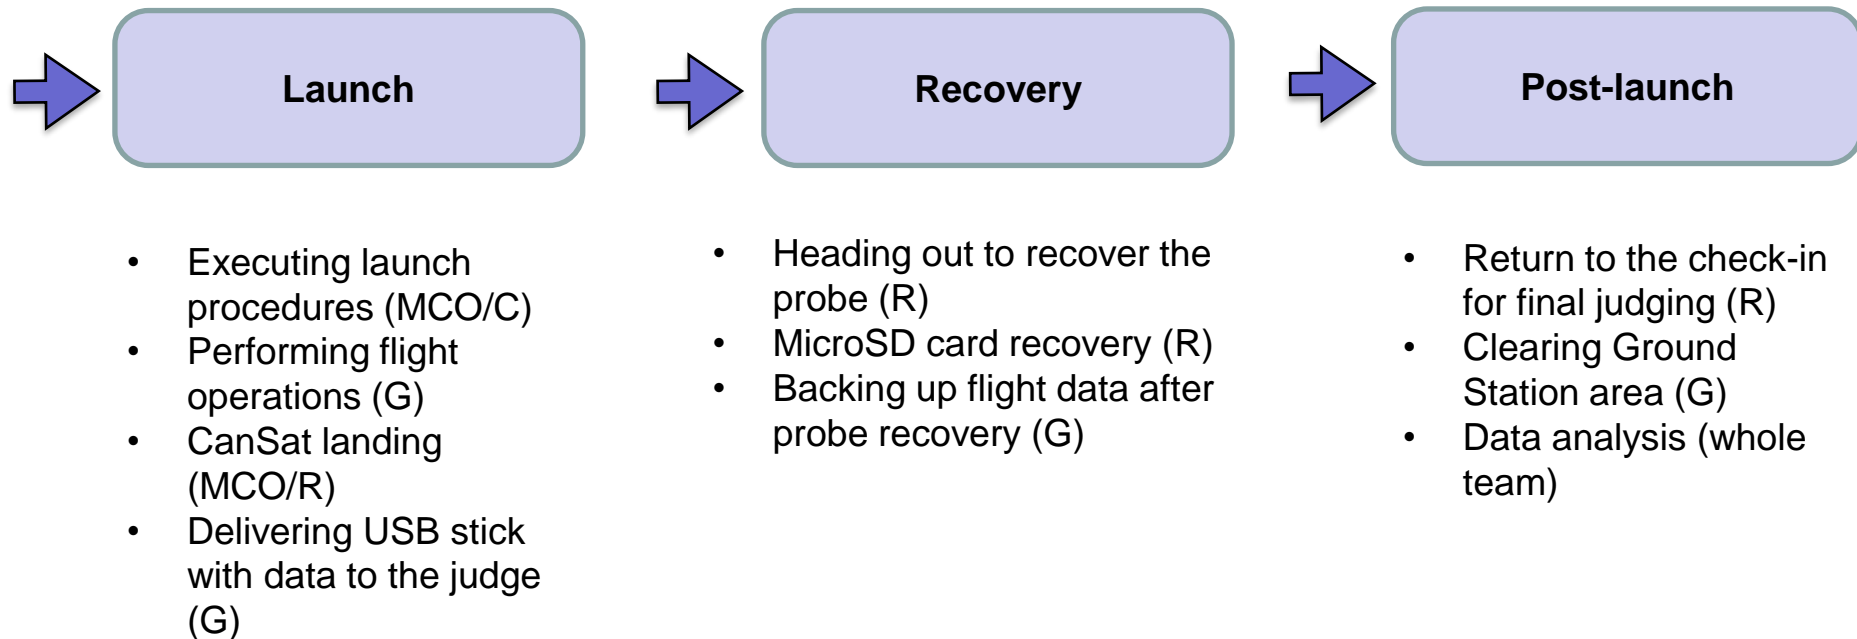 Launch
• Executing launch
procedures (MCO/C)
• Performing flight
operations (G)
• CanSat landing
(MCO/R)
• Delivering USB stick
with data to the judge
(G)
Recovery
• Heading out to recover the
probe (R)
• MicroSD card recovery (R)
• Backing up flight data after
probe recovery (G)
Post-launch
• Return to the check-in
for final judging (R)
• Clearing Ground
Station area (G)
• Data analysis (whole
team)